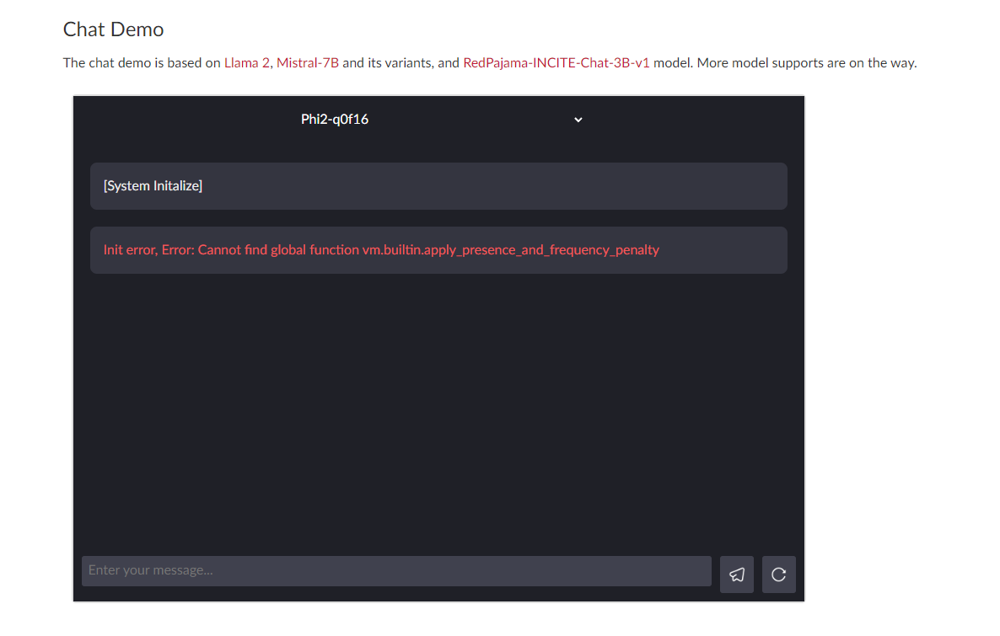 Chat Demo
The chat demo is based on Llama 2, Mistral-7B and its variants, and RedPajama-INCITE-Chat-3B-v1 model. More model supports are on the way.
Phi2-q0f16
[System Initalize]
Init error, Error: Cannot find global function vm.builtin.apply_presence_and_frequency_penalty
Enter your message...